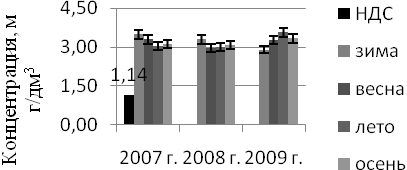 Концентрация, м
г/дм³
4,50
3,00
1,50
0,00
1,14
2007 г. 2008 г. 2009 г.
НДС
зима
весна
лето
осень